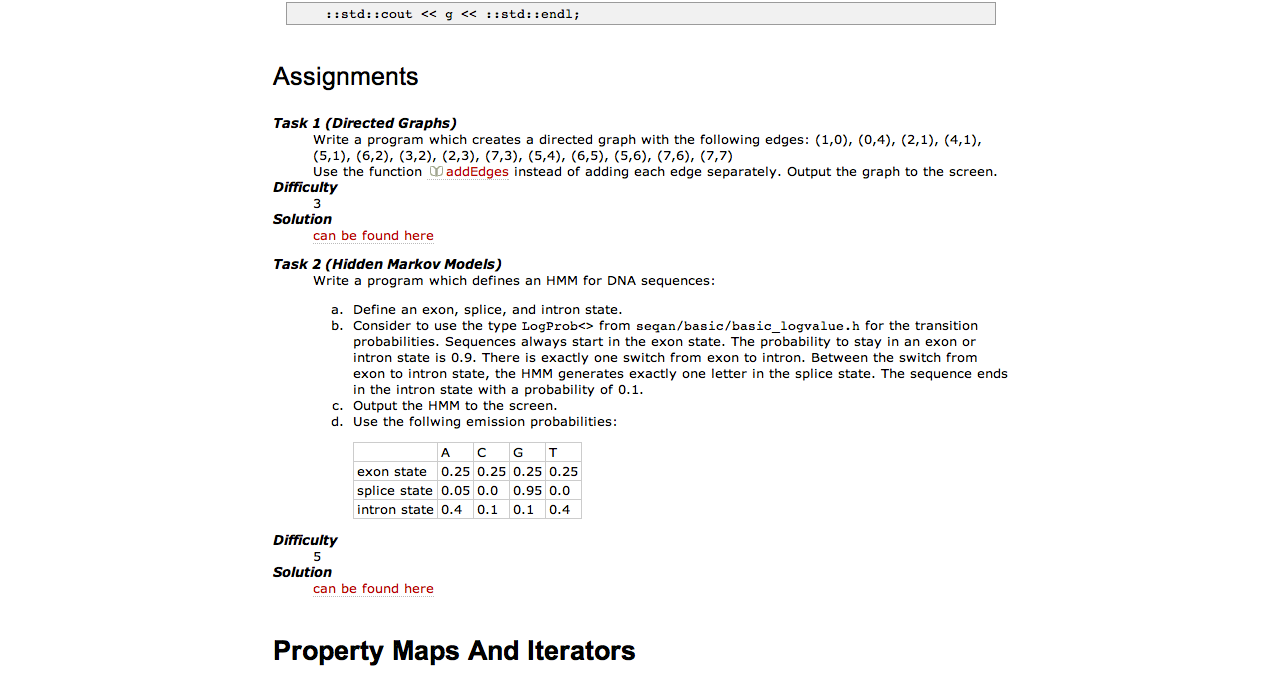 ::std::cout << g << ::std::endl;
Assignments
Task 1 (Directed Graphs)
Write a program which creates a directed graph with the following edges: (1,0), (0,4), (2,1), (4,1),
(5,1), (6,2), (3,2), (2,3), (7,3), (5,4), (6,5), (5,6), (7,6), (7,7)
Use the function addEdges instead of adding each edge separately. Output the graph to the screen.
Difficulty
3
Solution
can be found here
Task 2 (Hidden Markov Models)
Write a program which defines an HMM for DNA sequences:
a. Define an exon, splice, and intron state.
b. Consider to use the type LogProb<> from seqan/basic/basic_logvalue.h for the transition
probabilities. Sequences always start in the exon state. The probability to stay in an exon or
intron state is 0.9. There is exactly one switch from exon to intron. Between the switch from
exon to intron state, the HMM generates exactly one letter in the splice state. The sequence ends
in the intron state with a probability of 0.1.
c. Output the HMM to the screen.
d. Use the follwing emission probabilities:
A C G T
exon state 0.25 0.25 0.25 0.25
splice state 0.05 0.0 0.95 0.0
intron state 0.4 0.1 0.1 0.4
Difficulty
5
Solution
can be found here
Property Maps And Iterators